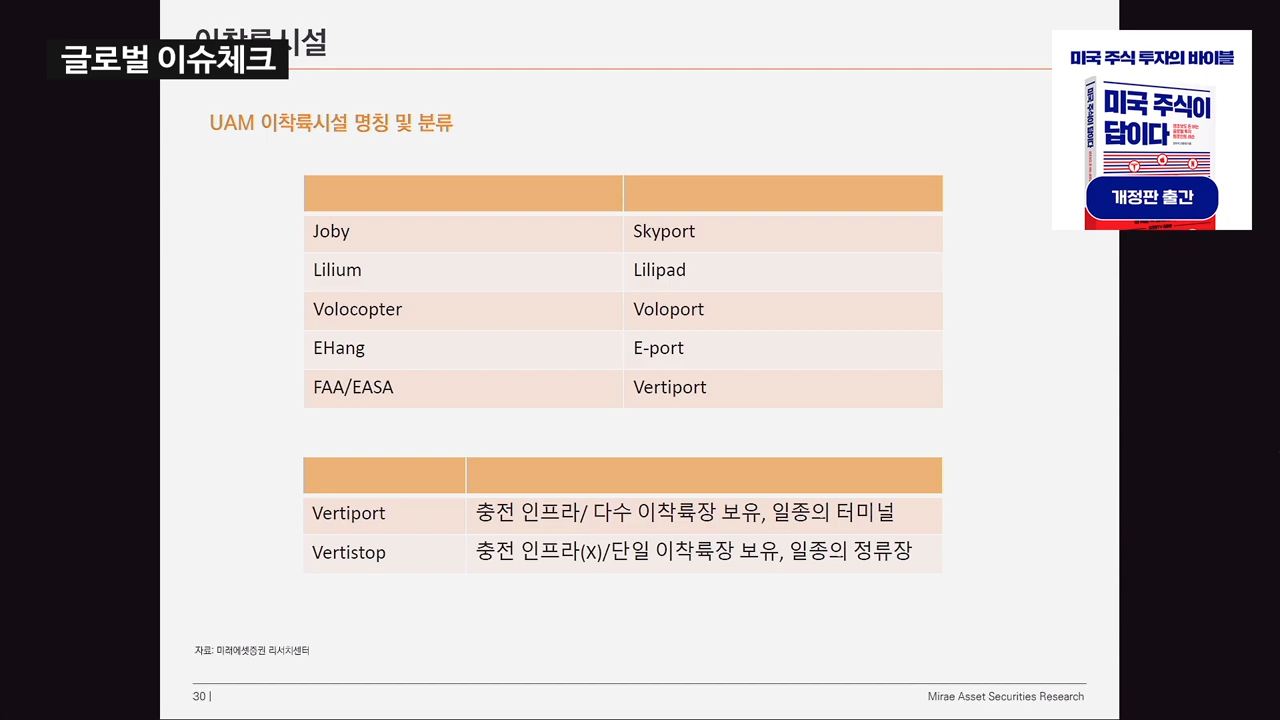 이착륙시설
글로벌 이슈체크
미국 주식 투자의 바이블
미국 주식이
답이다
개정판 출간
UAM 이착륙시설 명칭 및 분류
Joby Skyport
Lilium Lilipad
Volocopter Voloport
EHang E-port
FAA/EASA Vertiport
Vertiport 충전 인프라/ 다수 이착륙장 보유, 일종의 터미널
Vertistop 충전 인프라(X)/단일 이착륙장 보유, 일종의 정류장
자료: 미래에셋증권 리서치센터
30 | Mirae Asset Securities Research